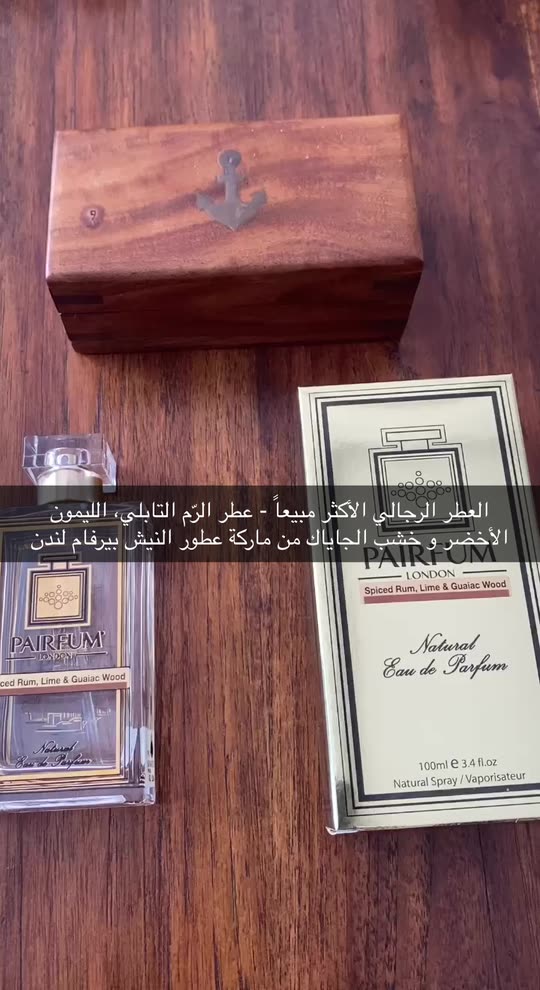 العطر الرجالي الأكثر مبيعاً - عطر الرّم التابلي، الليمون
الأخضر و خشب الجاياك من ماركة عطور النيش بيرفام لندن
PAIRFUM
LONDON
Spiced Rum, Lime & Guaiac Wood
Natural
Eau de Parfum
100ml e 3.4 fl.oz
Natural Spray / Vaporisateur
PAIRFUM
LONDON
Rum, Lime & Guaiac Wood
Natural
Eau de Parfum